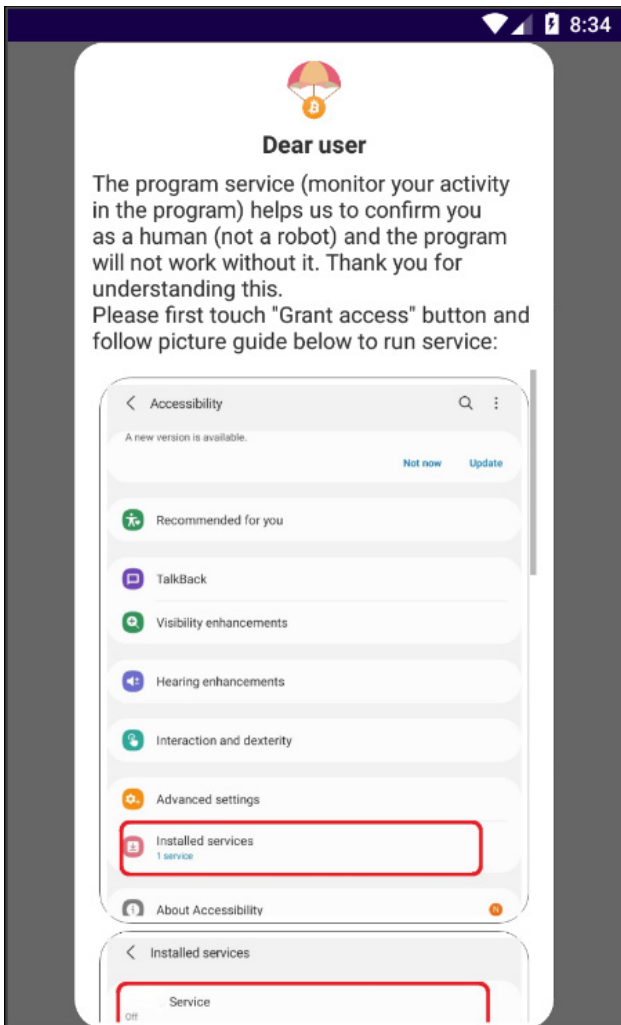 8:34
Dear user
The program service (monitor your activity
in the program) helps us to confirm you
as a human (not a robot) and the program
will not work without it. Thank you for
understanding this.
Please first touch "Grant access" button and
follow picture guide below to run service:
Accessibility
A new version is available.
Not now Update
Recommended for you
TalkBack
Visibility enhancements
Hearing enhancements
Interaction and dexterity
Advanced settings
Installed services
1 service
About Accessibility N
Installed services
Service
Off